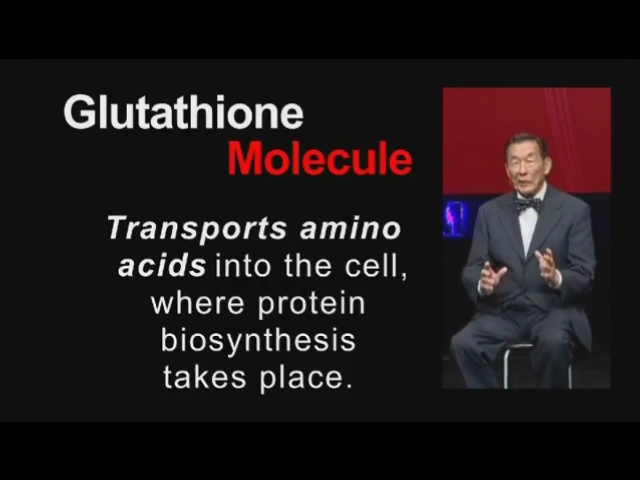 Glutathione
Molecule
Transports amino
acids into the cell,
where protein
biosynthesis
takes place.